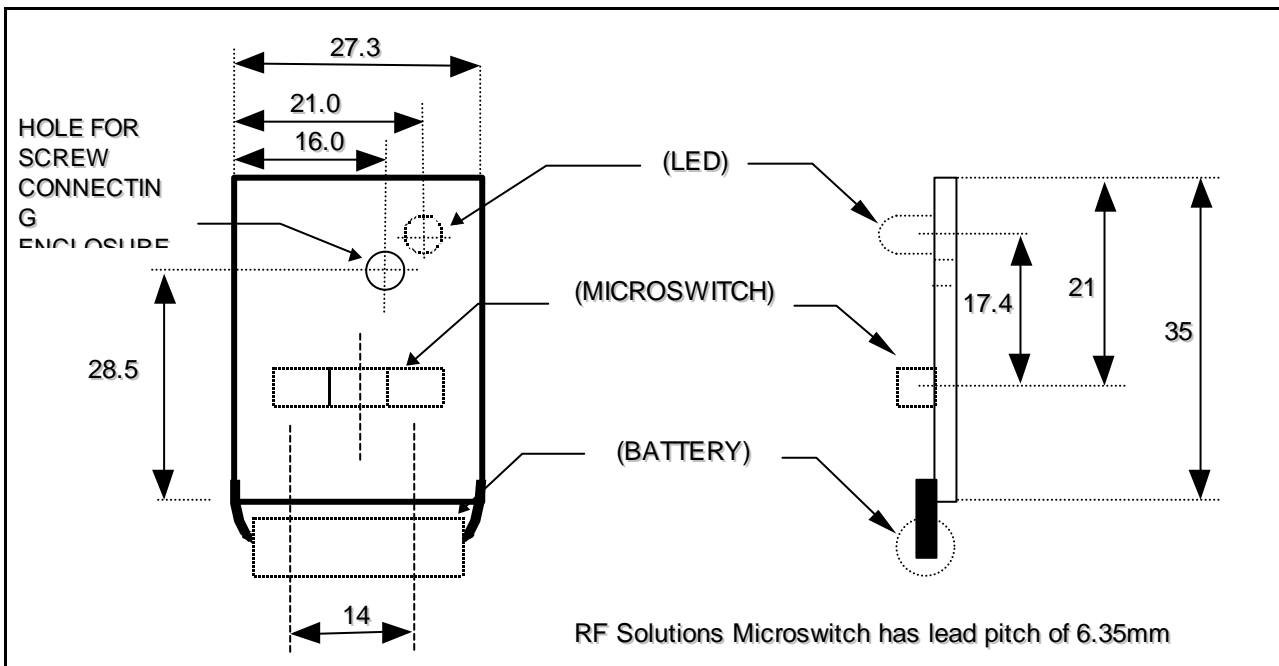 27.3
21.0
16.0
HOLE FOR
SCREW
CONNECTIN
G
ENCLOSURE
(LED)
(MICROSWITCH)
17.4
21
35
28.5
(BATTERY)
14
RF Solutions Microswitch has lead pitch of 6.35mm